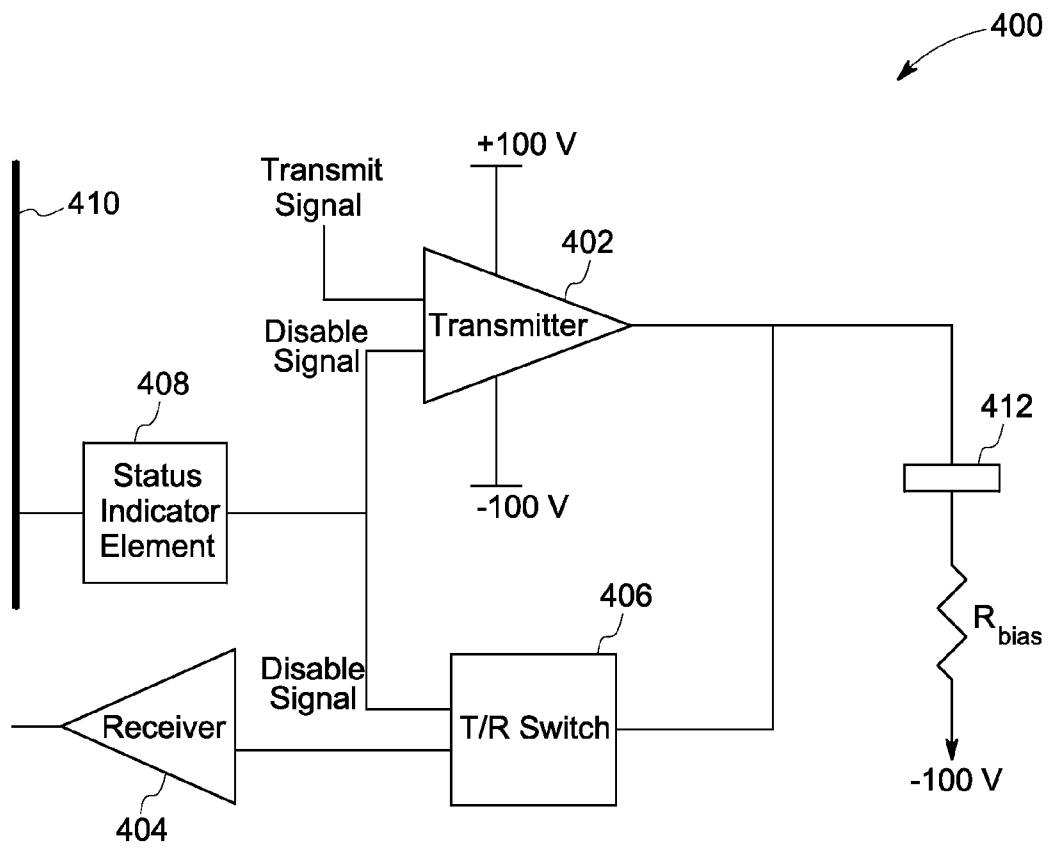 400
+100 V
Transmit
Signal
410
402
Transmitter
Disable
Signal
408
412
Status
Indicator
Element
-100 V
406
R bias
Disable
Signal
Receiver
T/R Switch
-100 V
404